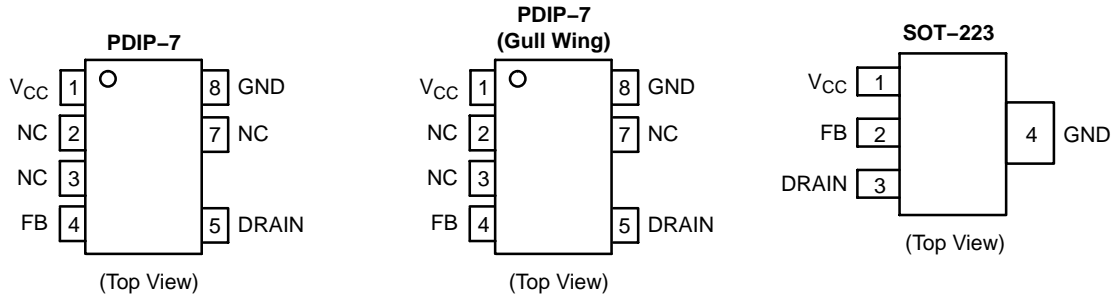 PDIP–7
VCC 1 8 GND
NC 2 7 NC
NC 3
FB 4 5 DRAIN
(Top View)
PDIP–7
(Gull Wing)
VCC 1 8 GND
NC 2 7 NC
NC 3
FB 4 5 DRAIN
(Top View)
SOT–223
VCC 1
FB 2 4 GND
DRAIN 3
(Top View)